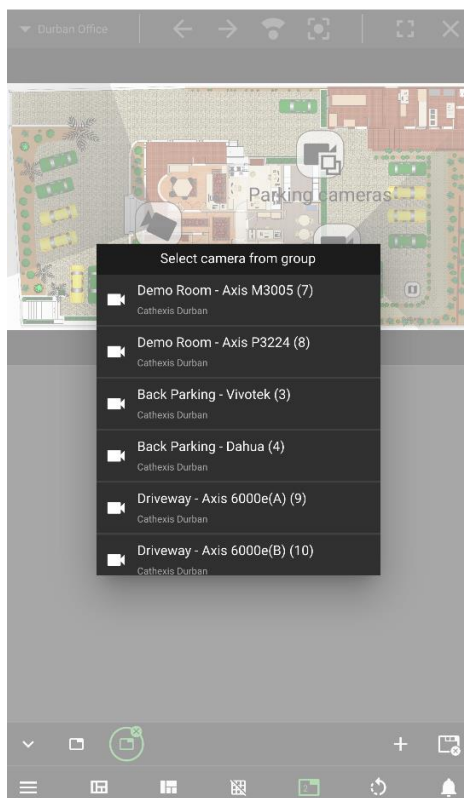 Durban Office
Parking cameras
Select camera from group
Demo Room - Axis M3005 (7)
Cathexis Durban
Demo Room - Axis P3224 (8)
Cathexis Durban
Back Parking - Vivotek (3)
Cathexis Durban
Back Parking - Dahua (4)
Cathexis Durban
Driveway - Axis 6000e(A) (9)
Cathexis Durban
Driveway - Axis 6000e(B) (10)
Cathexis Durban
2